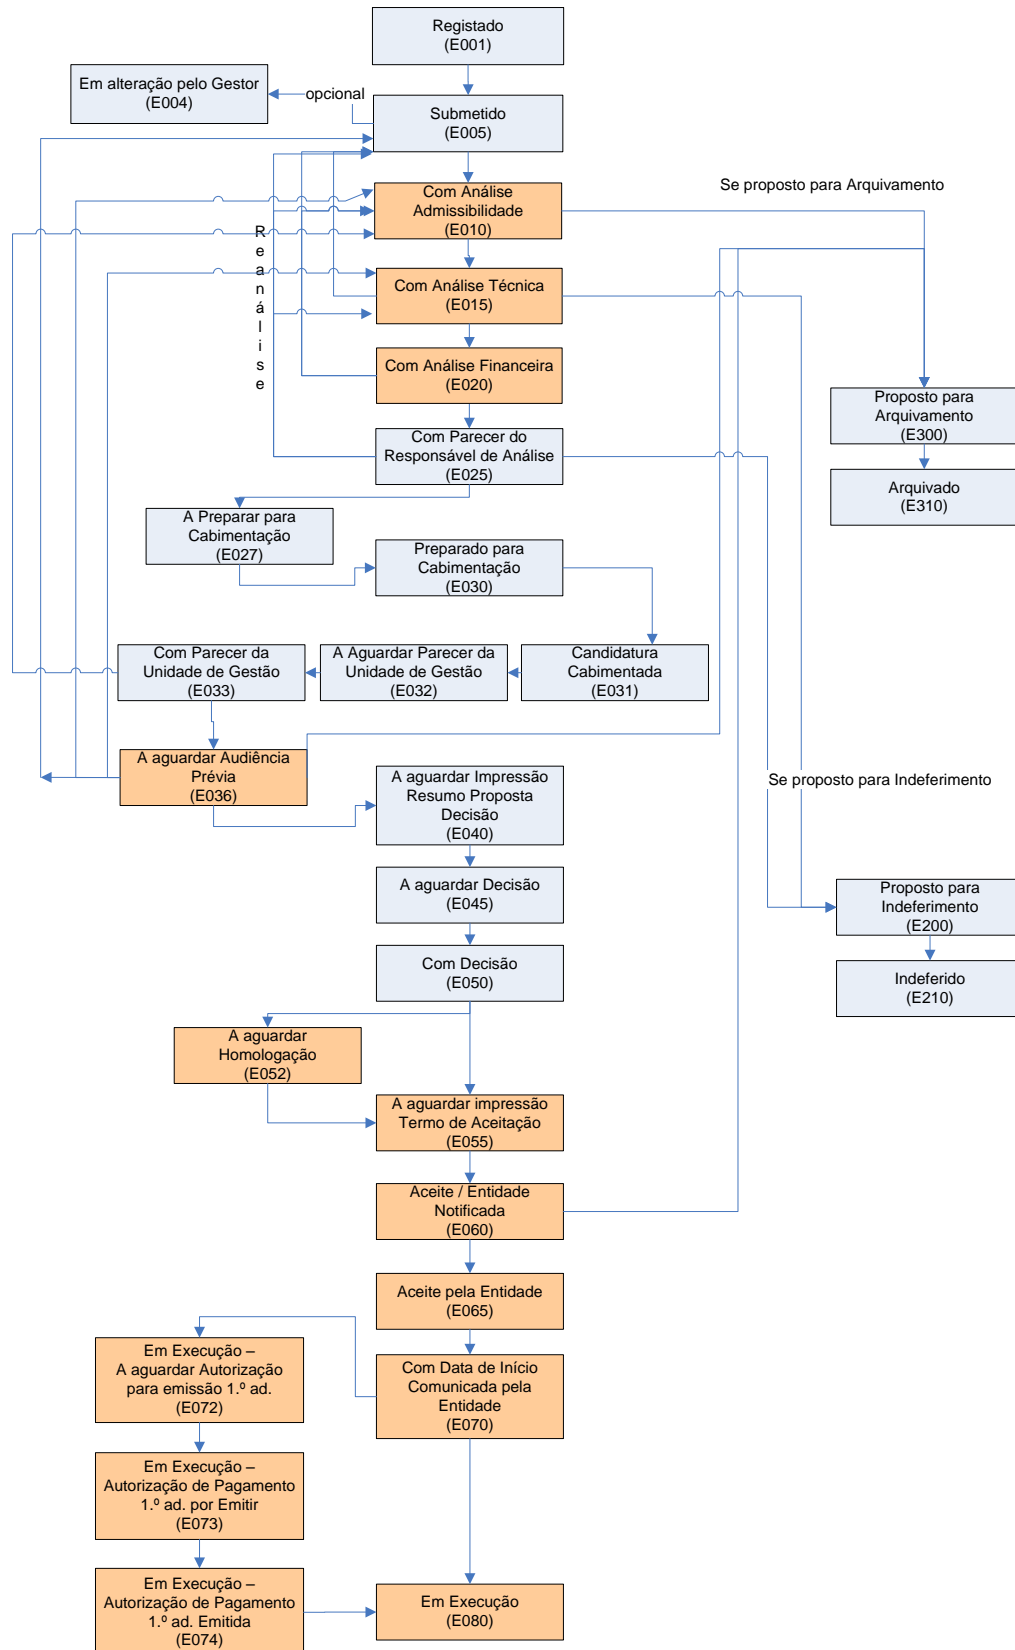 Registado
(E001)
Em alteração pelo Gestor
(E004)
opcional
Submetido
(E005)
Se proposto para Arquivamento
Com Análise
Admissibilidade
(E010)
R
e
a
n
á
l
i
s
e
Com Análise Técnica
(E015)
Com Análise Financeira
(E020)
Proposto para
Arquivamento
(E300)
Com Parecer do
Responsável de Análise
(E025)
Arquivado
(E310)
A Preparar para
Cabimentação
(E027)
Preparado para
Cabimentação
(E030)
Com Parecer da
Unidade de Gestão
(E033)
A Aguardar Parecer da
Unidade de Gestão
(E032)
Candidatura
Cabimentada
(E031)
A aguardar Audiência
Prévia
(E036)
A aguardar Impressão
Resumo Proposta
Decisão
(E040)
Se proposto para Indeferimento
A aguardar Decisão
(E045)
Proposto para
Indeferimento
(E200)
Com Decisão
(E050)
Indeferido
(E210)
A aguardar
Homologação
(E052)
A aguardar impressão
Termo de Aceitação
(E055)
Aceite / Entidade
Notificada
(E060)
Aceite pela Entidade
(E065)
Em Execução –
A aguardar Autorização
para emissão 1.º ad.
(E072)
Com Data de Início
Comunicada pela
Entidade
(E070)
Em Execução –
Autorização de Pagamento
1.º ad. por Emitir
(E073)
Em Execução –
Autorização de Pagamento
1.º ad. Emitida
(E074)
Em Execução
(E080)